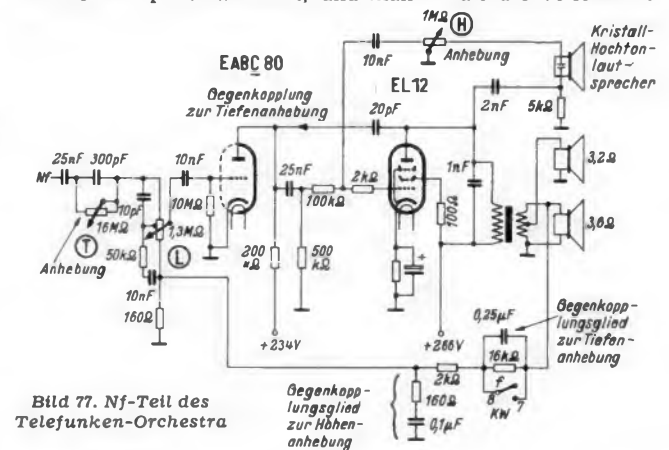 1MΩ
H
Kristall-
Hochton-
laut-
sprecher
10nF
Anhebung
EABC 80
EL12
Gegenkopplung
zur Tiefenanhebung
20pF
2nF
5kΩ
25nF
300pF
10nF
25nF
2kΩ
1nF
3,2Ω
Nf
100kΩ
10pF
10MΩ
100Ω
3,6Ω
16MΩ
T
1,3MΩ
L
Anhebung
50kΩ
200
kΩ
500
kΩ
+
10nF
0,25µF
Gegenkopp-
lungsglied
zur Tiefen-
anhebung
160Ω
+234V
+266V
16kΩ
2kΩ
f
8
7
KW
Bild 77. Nf-Teil des
Telefunken-Orchestra
Gegenkopp-
lungsglied
zur Höhen-
anhebung
160Ω
0,1µF